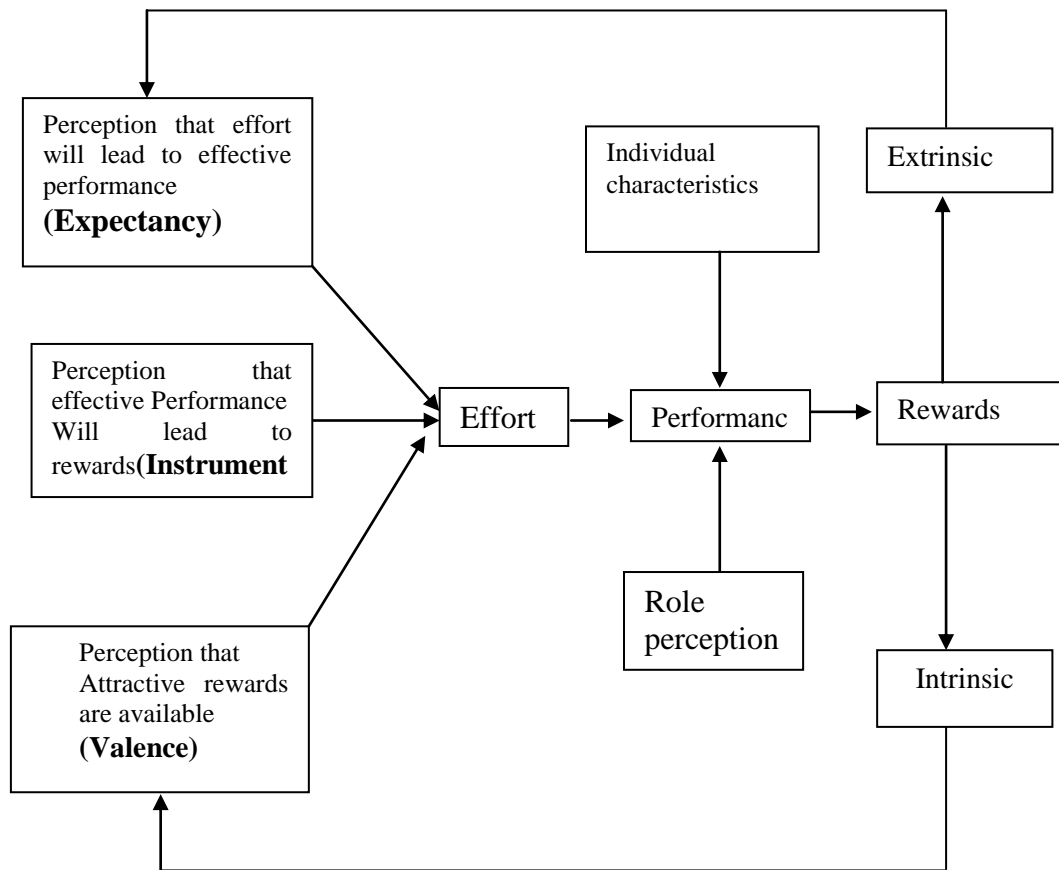 Perception that effort
will lead to effective
performance
(Expectancy)
Individual
characteristics
Extrinsic
Perception that
effective Performance
Will lead to
rewards(Instrument
Effort
Performanc
Rewards
Role
perception
Perception that
Attractive rewards
are available
(Valence)
Intrinsic